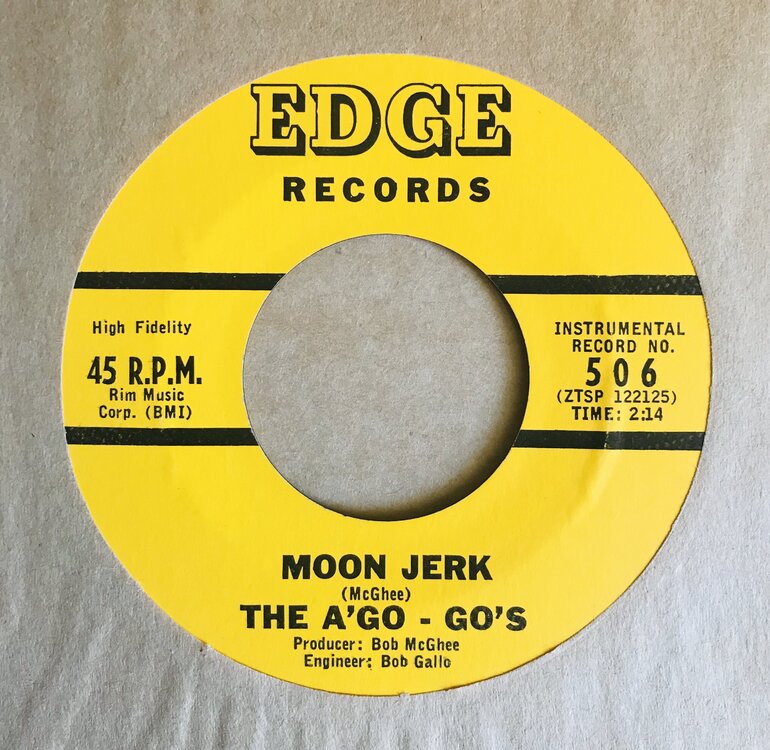 EDGE
RECORDS
High Fidelity
45 R.P.M.
Rim Music
Corp. (BMI)
INSTRUMENTAL
RECORD NO.
506
(ZTSP 122125)
TIME: 2:14
MOON JERK
(McGhee)
THE A'GO - GO'S
Producer: Bob McGhee
Engineer: Bob Gallo